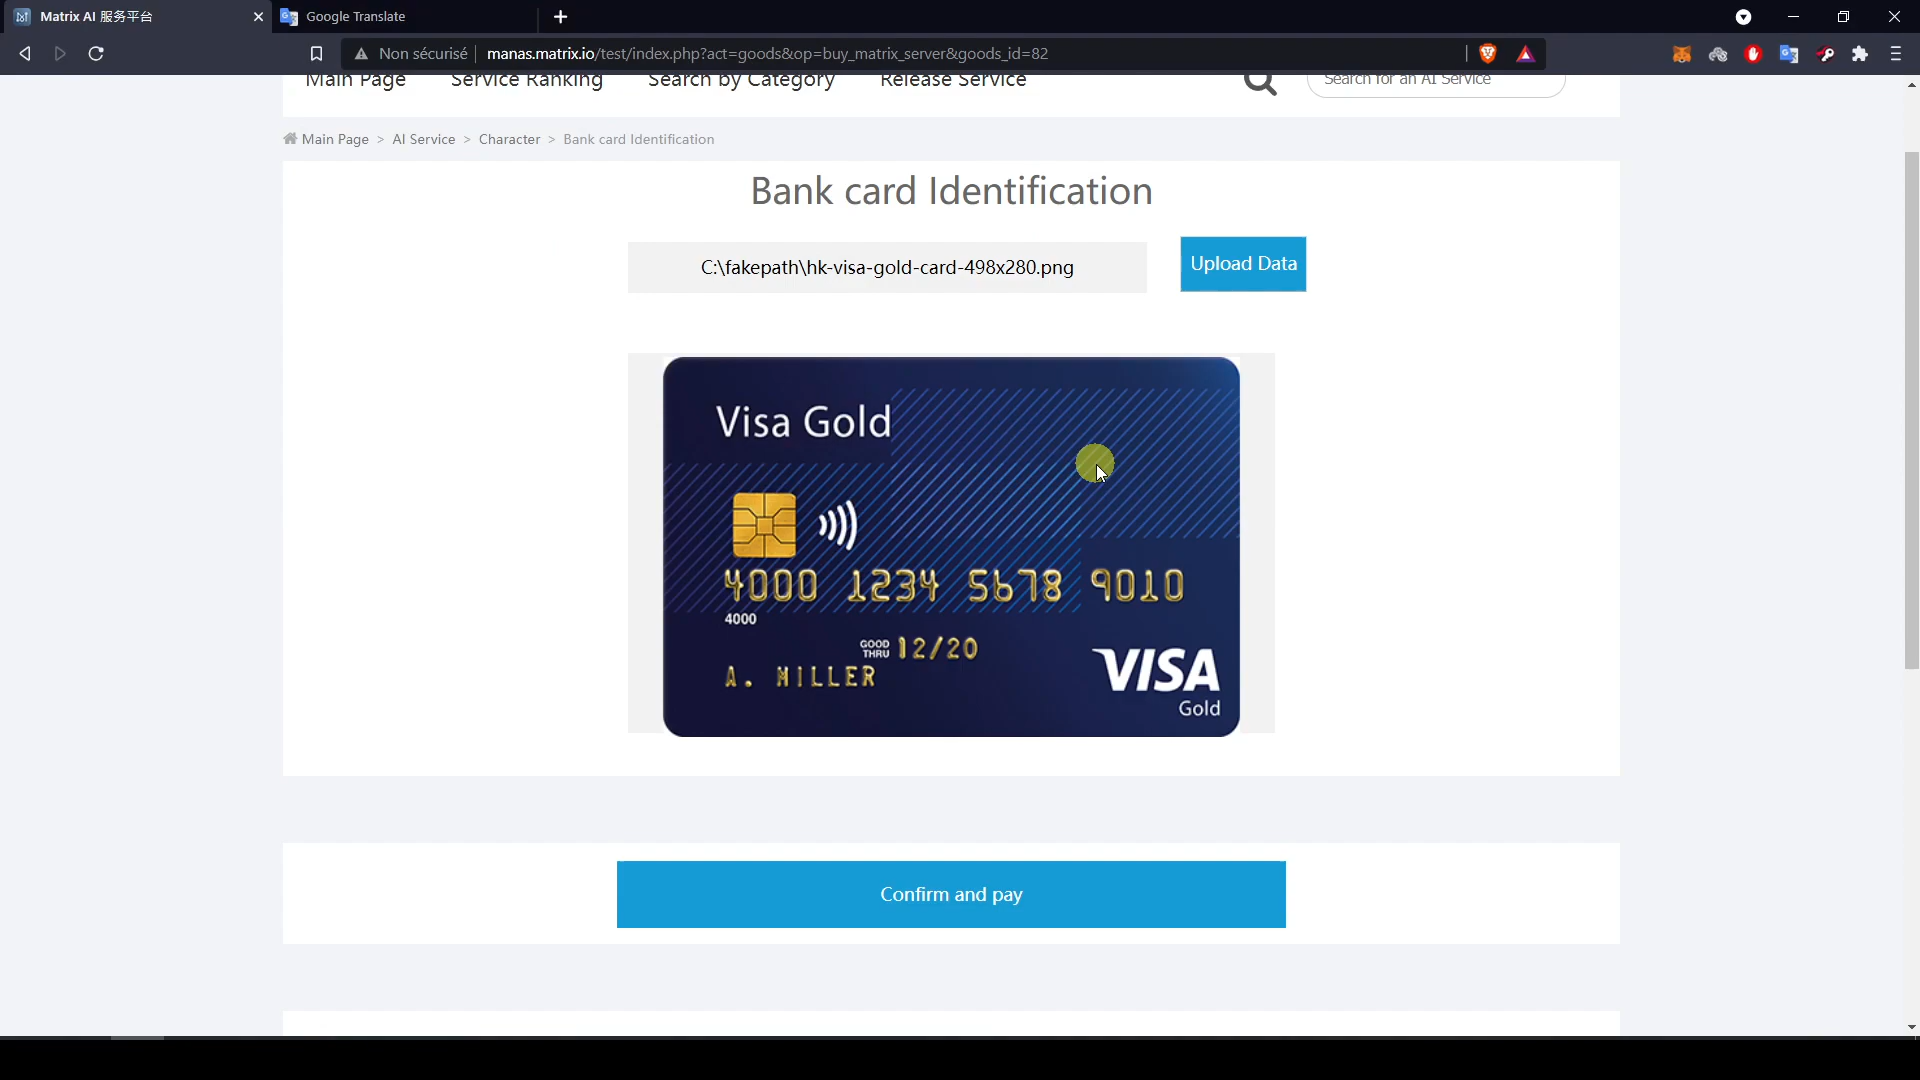 Matrix AI 服务平台
Google Translate
Non sécurisé
manas.matrix.io/test/index.php?act=goods&op=buy_matrix_server&goods_id=82
Main Page
Service Ranking
Search by Category
Release Service
Search for an AI Service
Main Page > AI Service > Character > Bank card Identification
Bank card Identification
C:\fakepath\hk-visa-gold-card-498x280.png
Upload Data
Visa Gold
4000 1234 5678 9010
4000
GOOD THRU 12/20
A. MILLER
VISA
Gold
Confirm and pay